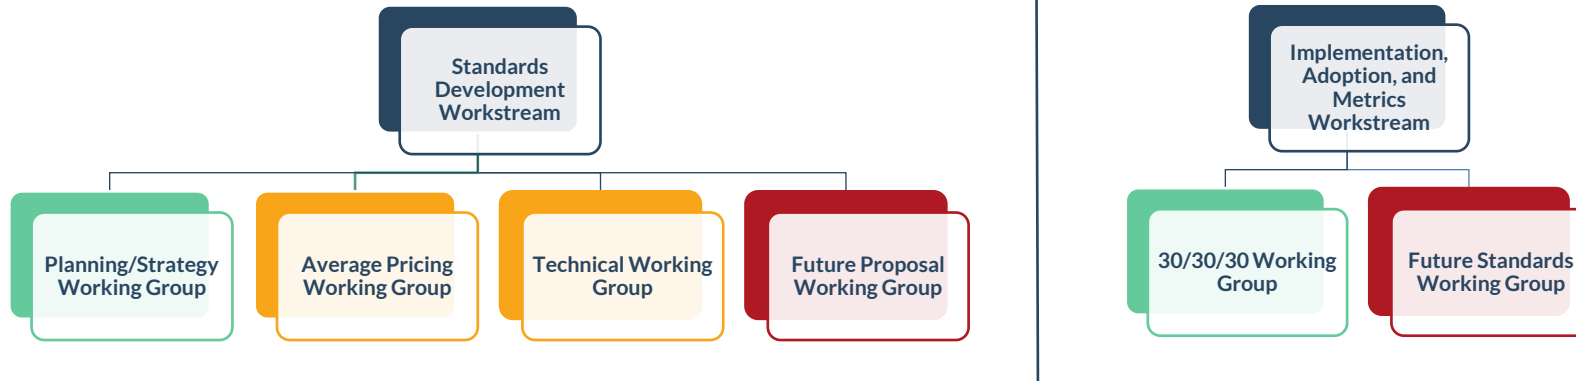 Standards
Development
Workstream
Planning/Strategy
Working Group
Average Pricing
Working Group
Technical Working
Group
Future Proposal
Working Group
Implementation,
Adoption, and
Metrics
Workstream
30/30/30 Working
Group
Future Standards
Working Group